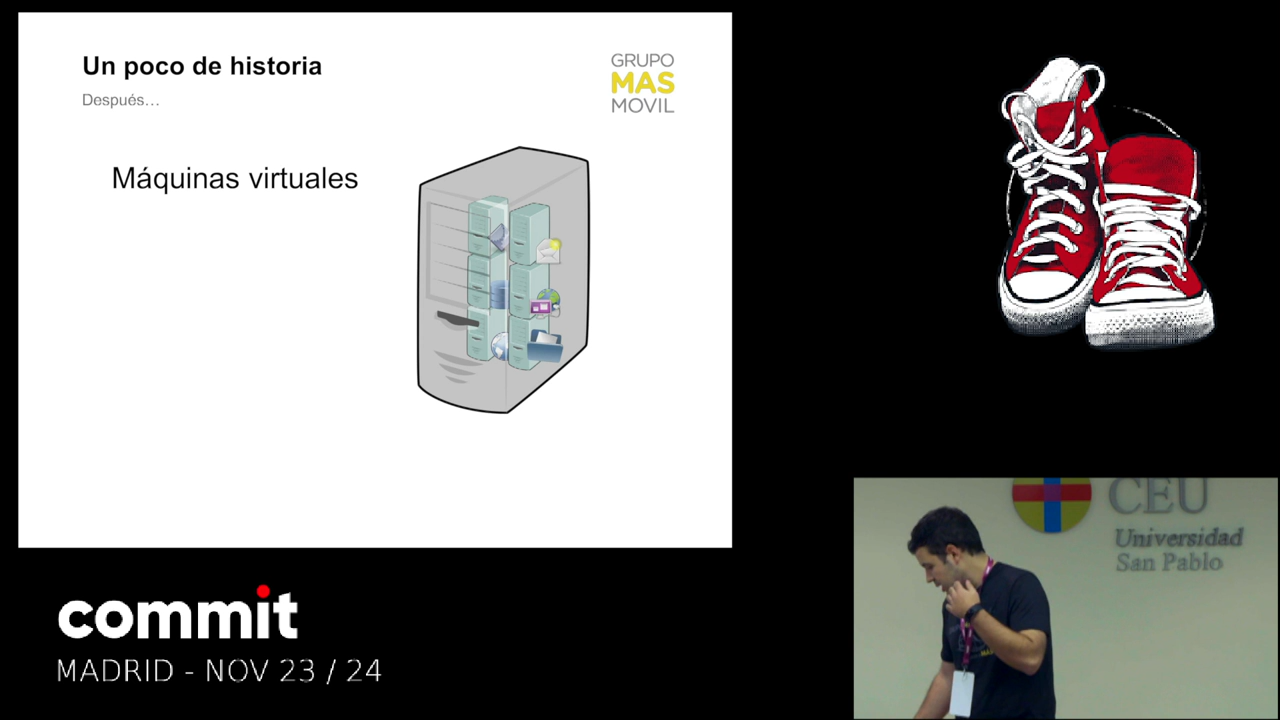 Un poco de historia
Después...
GRUPO
MAS
MOVIL
Máquinas virtuales
commit
MADRID - NOV 23 / 24
CEU
Universidad
San Pablo
MAS